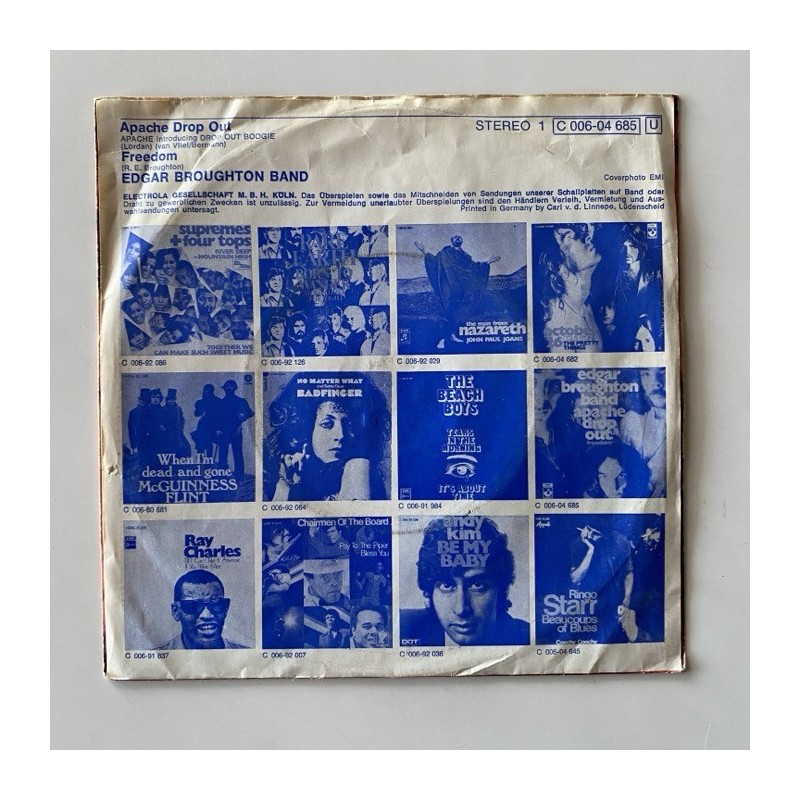 Apache Drop Out
APACHE introducing DROP OUT BOOGIE
(Lordan) (van Vliet/Bermann)
Freedom
(R. E. Broughton)
EDGAR BROUGHTON BAND
STEREO 1 C 006-04 685 U
Coverphoto EMI
ELECTROLA GESELLSCHAFT M. B. H. KÖLN. Das Überspielen sowie das Mitschneiden von Sendungen unserer Schallplatten auf Band oder
Draht zu gewerblichen Zwecken ist unzulässig. Zur Vermeidung unerlaubter Überspielungen sind den Händlern Verleih, Vermietung und Aus-
wahlsendungen untersagt.
Printed in Germany by Carl v. d. Linnepe, Lüdenscheid
supremes
+four tops
RIVER DEEP
MOUNTAIN HIGH
TOGETHER WE
CAN MAKE SUCH SWEET MUSIC
C 006-92 086
RARE
EARTH
BORN TO
C 006-92 126
the man from
nazareth
JOHN PAUL JOANS
C 006-92 029
october
26
THE PRETTY
THINGS
C 006-04 682
When I'm
dead and gone
McGUINNESS
FLINT
C 006-80 681
NO MATTER WHAT
BADFINGER
C 006-92 064
THE
BEACH
BOYS
TEARS
IN THE
MORNING
IT'S ABOUT
TIME
C 006-91 984
edgar
broughton
band
apache
drop
out
C 006-04 685
Ray
Charles
C 006-91 837
Chairmen Of The Board
Pay To The Piper
Bless You
C 006-92 007
andy
kim
BE MY
BABY
DOT
C 006-92 036
Apple
Ringo
Starr
Beaucoups
of Blues
Coochy Coochy
C 006-04 645